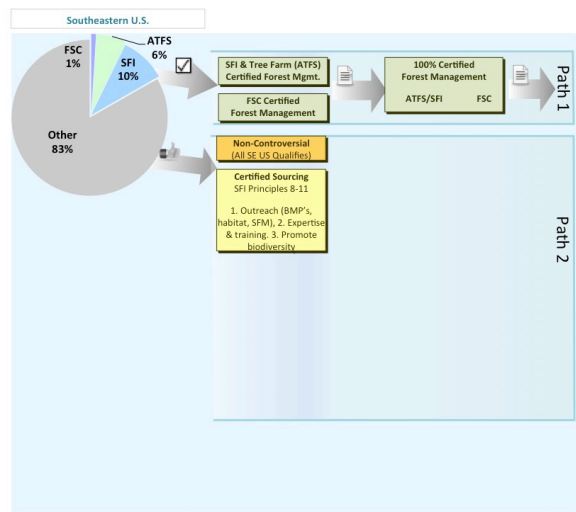 Southeastern U.S.
FSC
1%
ATFS
6%
SFI
10%
Other
83%
SFI & Tree Farm (ATFS)
Certified Forest Mgmt.
FSC Certified
Forest Management
100% Certified
Forest Management
ATFS/SFI FSC
Path 1
Non-Controversial
(All SE US Qualifies)
Certified Sourcing
SFI Principles 8-11
1. Outreach (BMP's,
habitat, SFM), 2. Expertise
& training. 3. Promote
biodiversity
Path 2